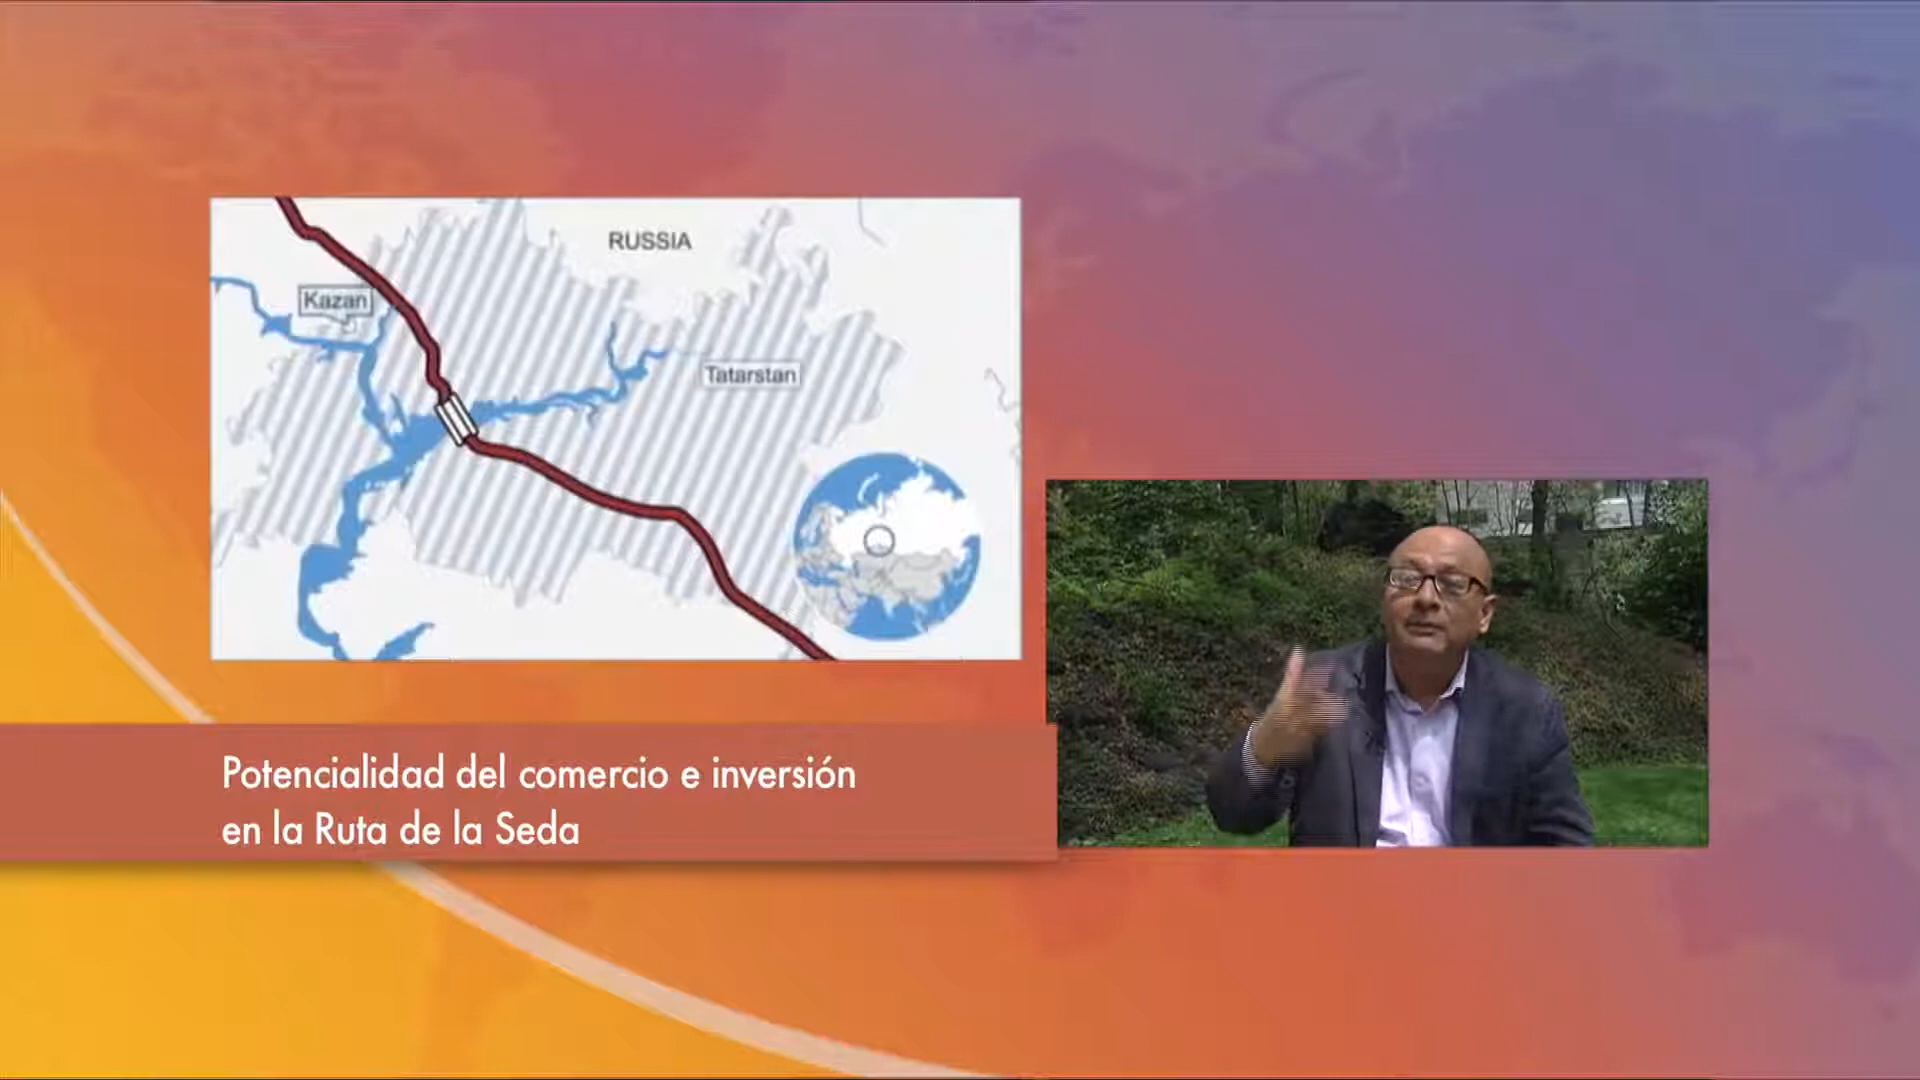 RUSSIA
Kazan
Tatarstan
Potencialidad del comercio e inversión
en la Ruta de la Seda